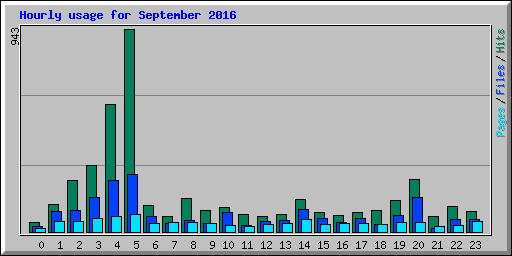 Hourly usage for September 2016
943
Pages/Files/Hits
0 1 2 3 4 5 6 7 8 9 10 11 12 13 14 15 16 17 18 19 20 21 22 23